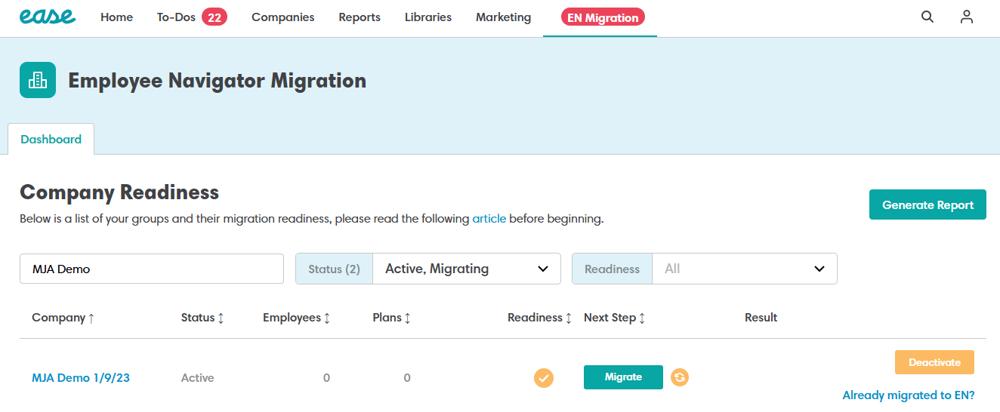 ease Home To-Dos 22 Companies Reports Libraries Marketing EN Migration
Employee Navigator Migration
Dashboard
Company Readiness
Generate Report
Below is a list of your groups and their migration readiness, please read the following article before beginning.
MJA Demo Status (2) Active, Migrating Readiness All
Company Status Employees Plans Readiness Next Step Result
MJA Demo 1/9/23 Active 0 0 Migrate Deactivate
Already migrated to EN?